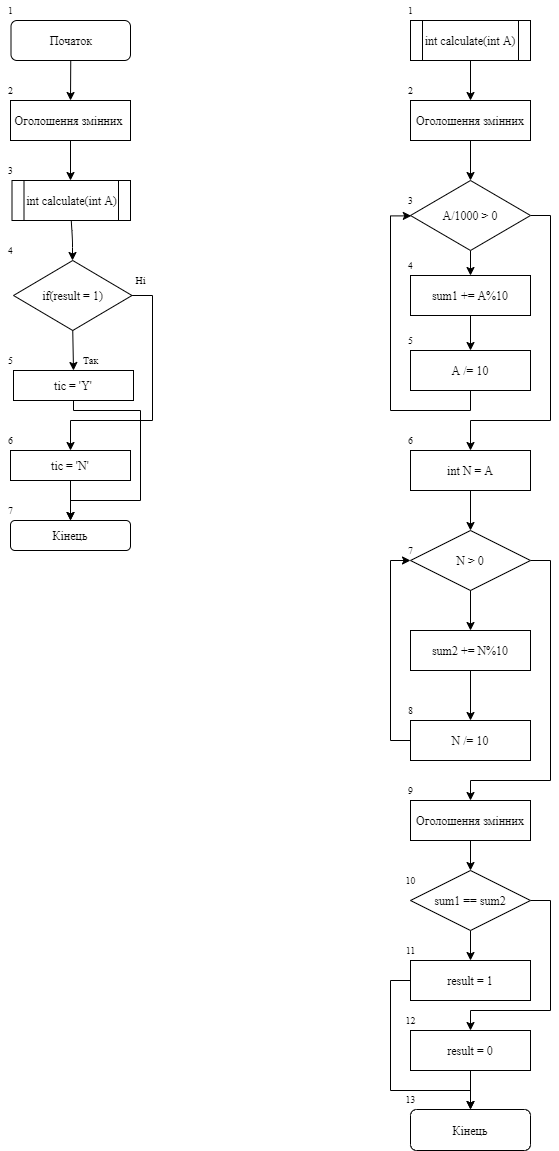 1
Початок
2
Оголошення змінних
3
int calculate(int A)
4
if(result = 1)
Ні
Так
5
tic = 'Y'
6
tic = 'N'
7
Кінець
1
int calculate(int A)
2
Оголошення змінних
3
A/1000 > 0
4
sum1 += A%10
5
A /= 10
6
int N = A
7
N > 0
sum2 += N%10
8
N /= 10
9
Оголошення змінних
10
sum1 == sum2
11
result = 1
12
result = 0
13
Кінець